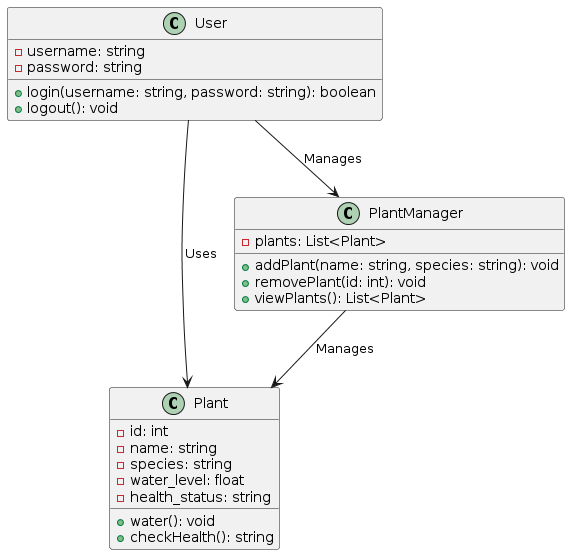 C User
username: string
password: string
login(username: string, password: string): boolean
logout(): void
Manages
C PlantManager
plants: List<Plant>
addPlant(name: string, species: string): void
removePlant(id: int): void
viewPlants(): List<Plant>
Uses
Manages
C Plant
id: int
name: string
species: string
water_level: float
health_status: string
water(): void
checkHealth(): string